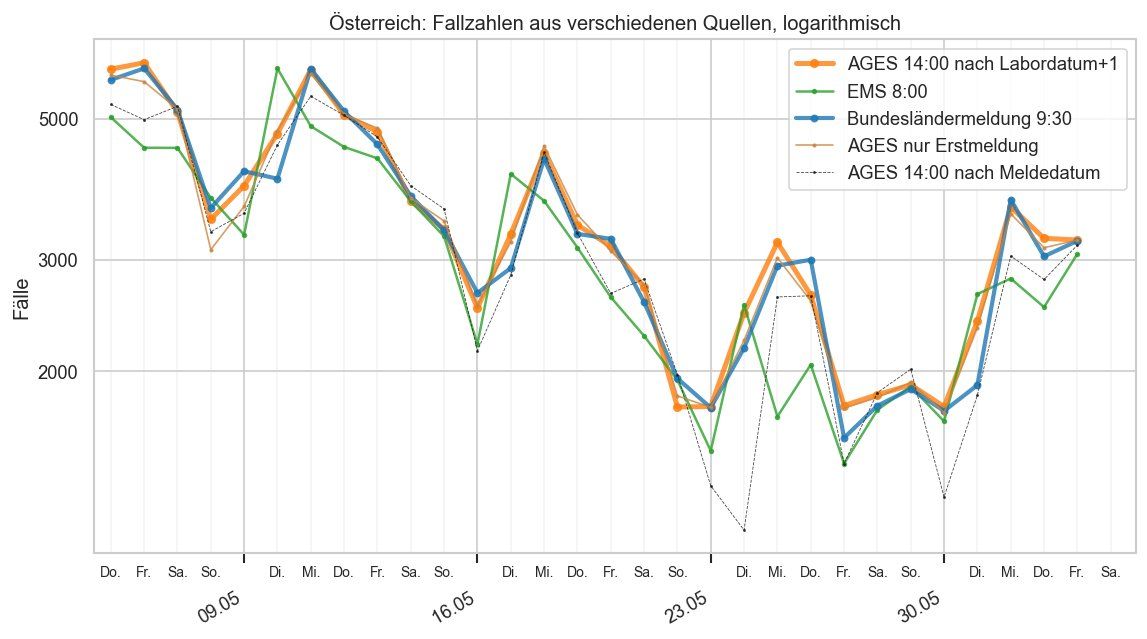 Österreich: Fallzahlen aus verschiedenen Quellen, logarithmisch
AGES 14:00 nach Labordatum+1
EMS 8:00
Bundesländermeldung 9:30
AGES nur Erstmeldung
AGES 14:00 nach Meldedatum
Fälle
5000
3000
2000
Do. Fr. Sa. So. Di. Mi. Do. Fr. Sa. So. Di. Mi. Do. Fr. Sa. So. Di. Mi. Do. Fr. Sa. So. Di. Mi. Do. Fr. Sa.
09.05 16.05 23.05 30.05